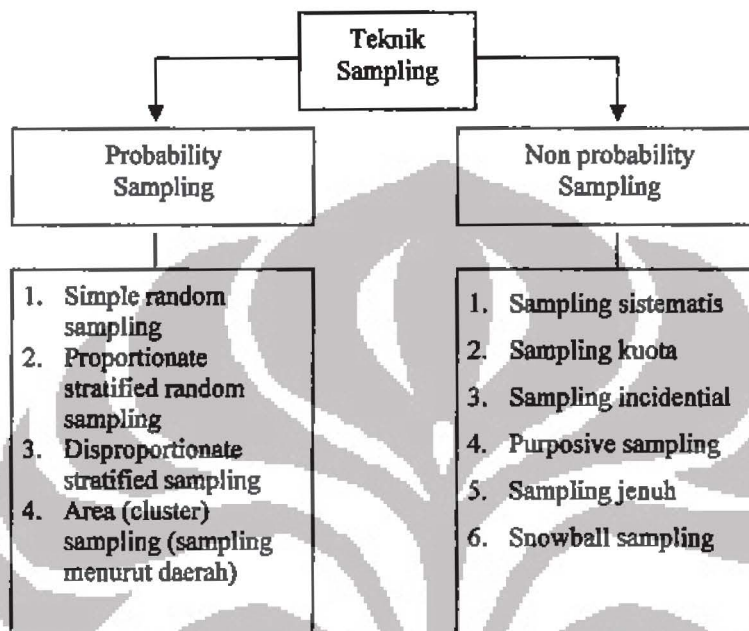 Teknik
Sampling
Probability
Sampling
Non probability
Sampling
1. Simple random
sampling
2. Proportionate
stratified random
sampling
3. Disproportionate
stratified sampling
4. Area (cluster)
sampling (sampling
menurut daerah)
1. Sampling sistematis
2. Sampling kuota
3. Sampling incidential
4. Purposive sampling
5. Sampling jenuh
6. Snowball sampling